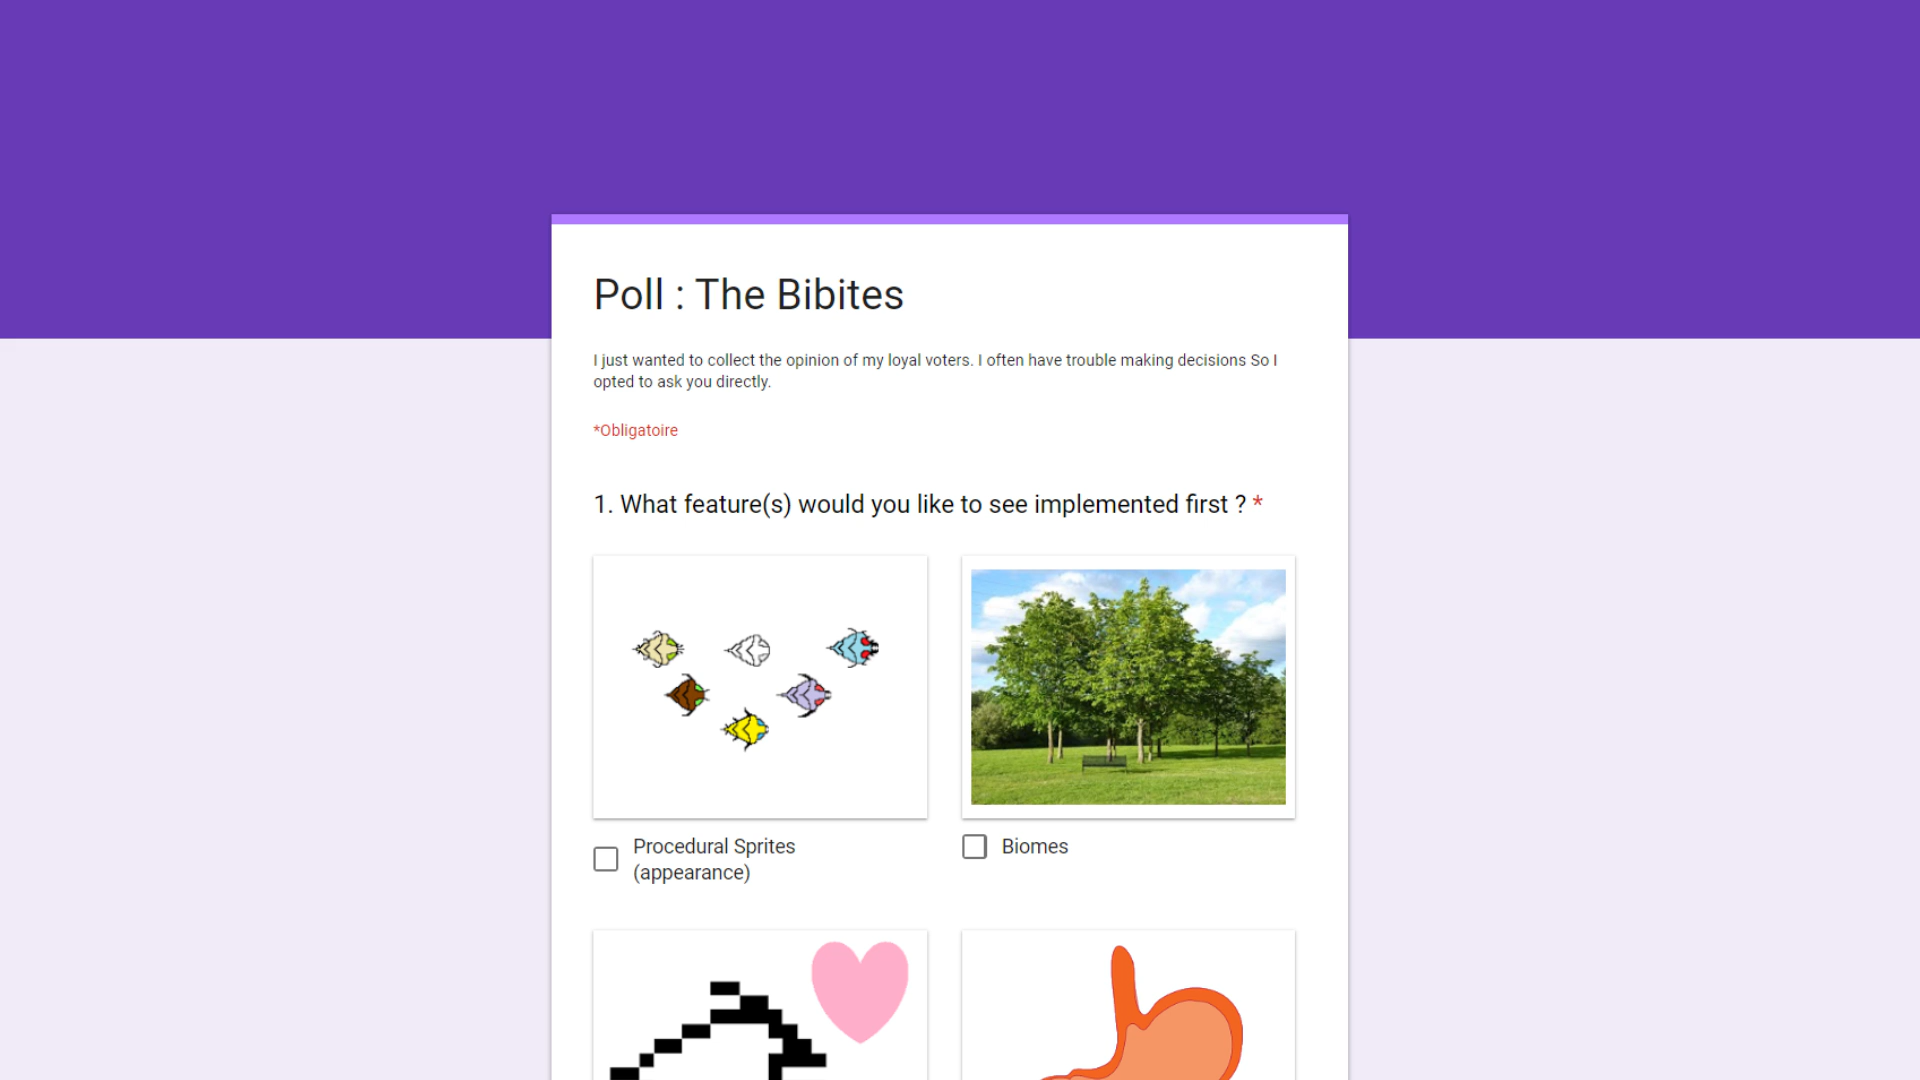 Poll : The Bibites
I just wanted to collect the opinion of my loyal voters. I often have trouble making decisions So I
opted to ask you directly.
*Obligatoire
1. What feature(s) would you like to see implemented first ? *
Procedural Sprites
(appearance)
Biomes